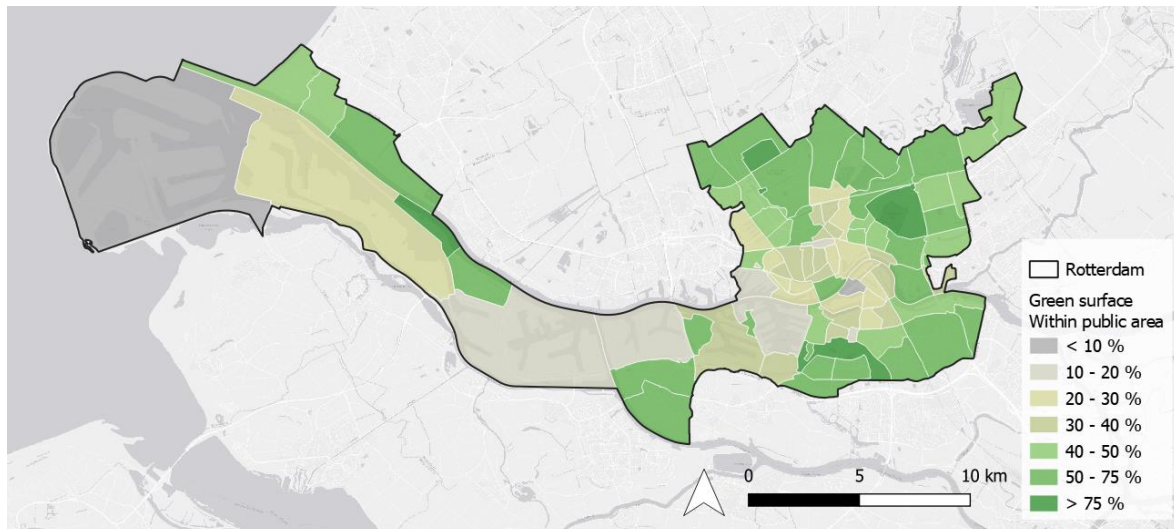 Rotterdam
Green surface
Within public area
< 10 %
10 - 20 %
20 - 30 %
30 - 40 %
40 - 50 %
50 - 75 %
> 75 %
0 5 10 km